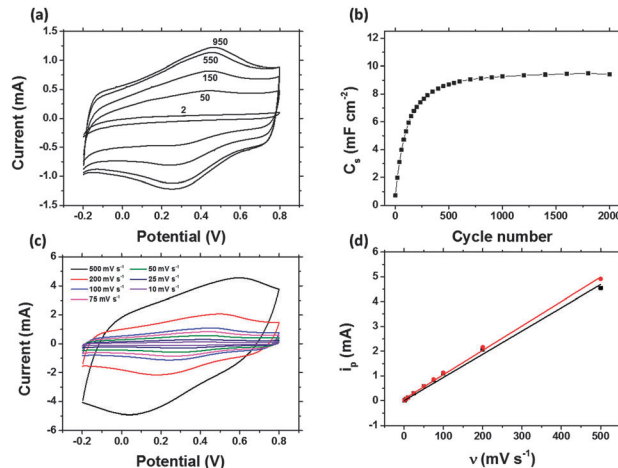 (a)
1.5
1.0
0.5
0.0
-0.5
-1.0
-1.5
Current (mA)
950
550
150
50
2
-0.2 0.0 0.2 0.4 0.6 0.8
Potential (V)
(b)
14
12
10
8
6
4
2
0
Cs (mF cm-2)
0 500 1000 1500 2000
Cycle number
(c)
6
4
2
0
-2
-4
-6
Current (mA)
500 mV s-1 50 mV s-1
200 mV s-1 25 mV s-1
100 mV s-1 10 mV s-1
75 mV s-1
-0.2 0.0 0.2 0.4 0.6 0.8
Potential (V)
(d)
6
5
4
3
2
1
0
ip (mA)
0 100 200 300 400 500
ν (mV s-1)